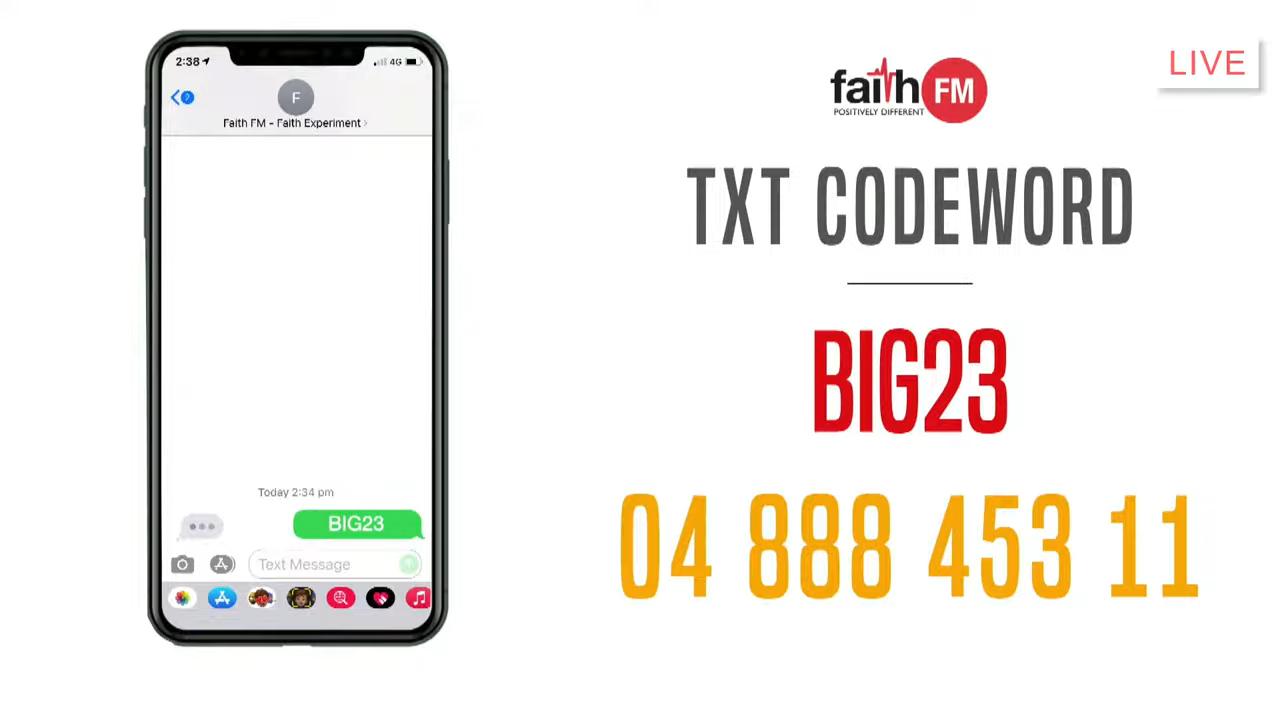 2:38
4G
2
F
Faith FM - Faith Experiment
Today 2:34 pm
BIG23
Text Message
faith FM
POSITIVELY DIFFERENT
LIVE
TXT CODEWORD
BIG23
04 888 453 11